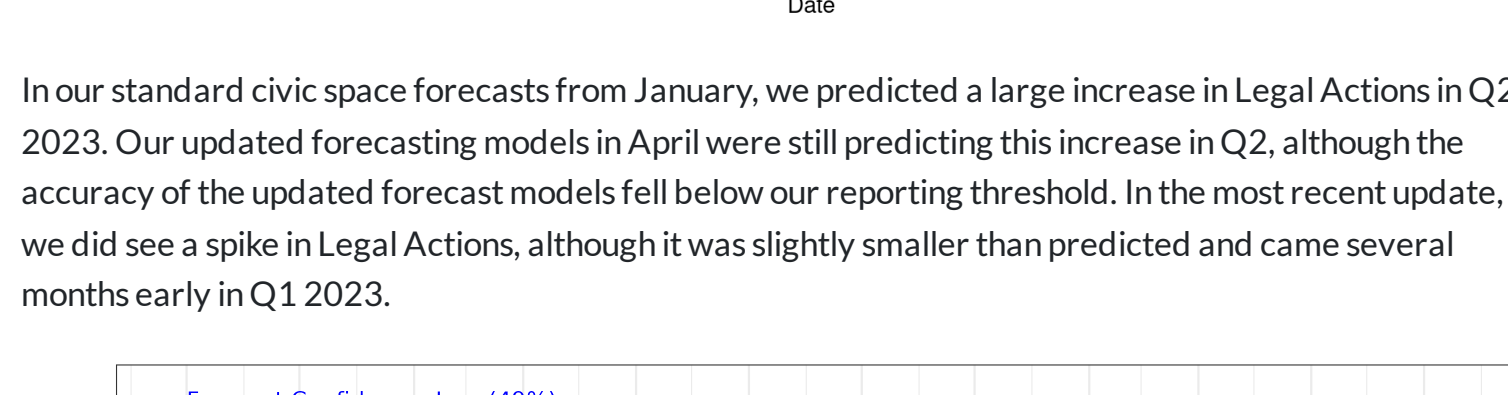 Date
In our standard civic space forecasts from January, we predicted a large increase in Legal Actions in Q2
2023. Our updated forecasting models in April were still predicting this increase in Q2, although the
accuracy of the updated forecast models fell below our reporting threshold. In the most recent update,
we did see a spike in Legal Actions, although it was slightly smaller than predicted and came several
months early in Q1 2023.